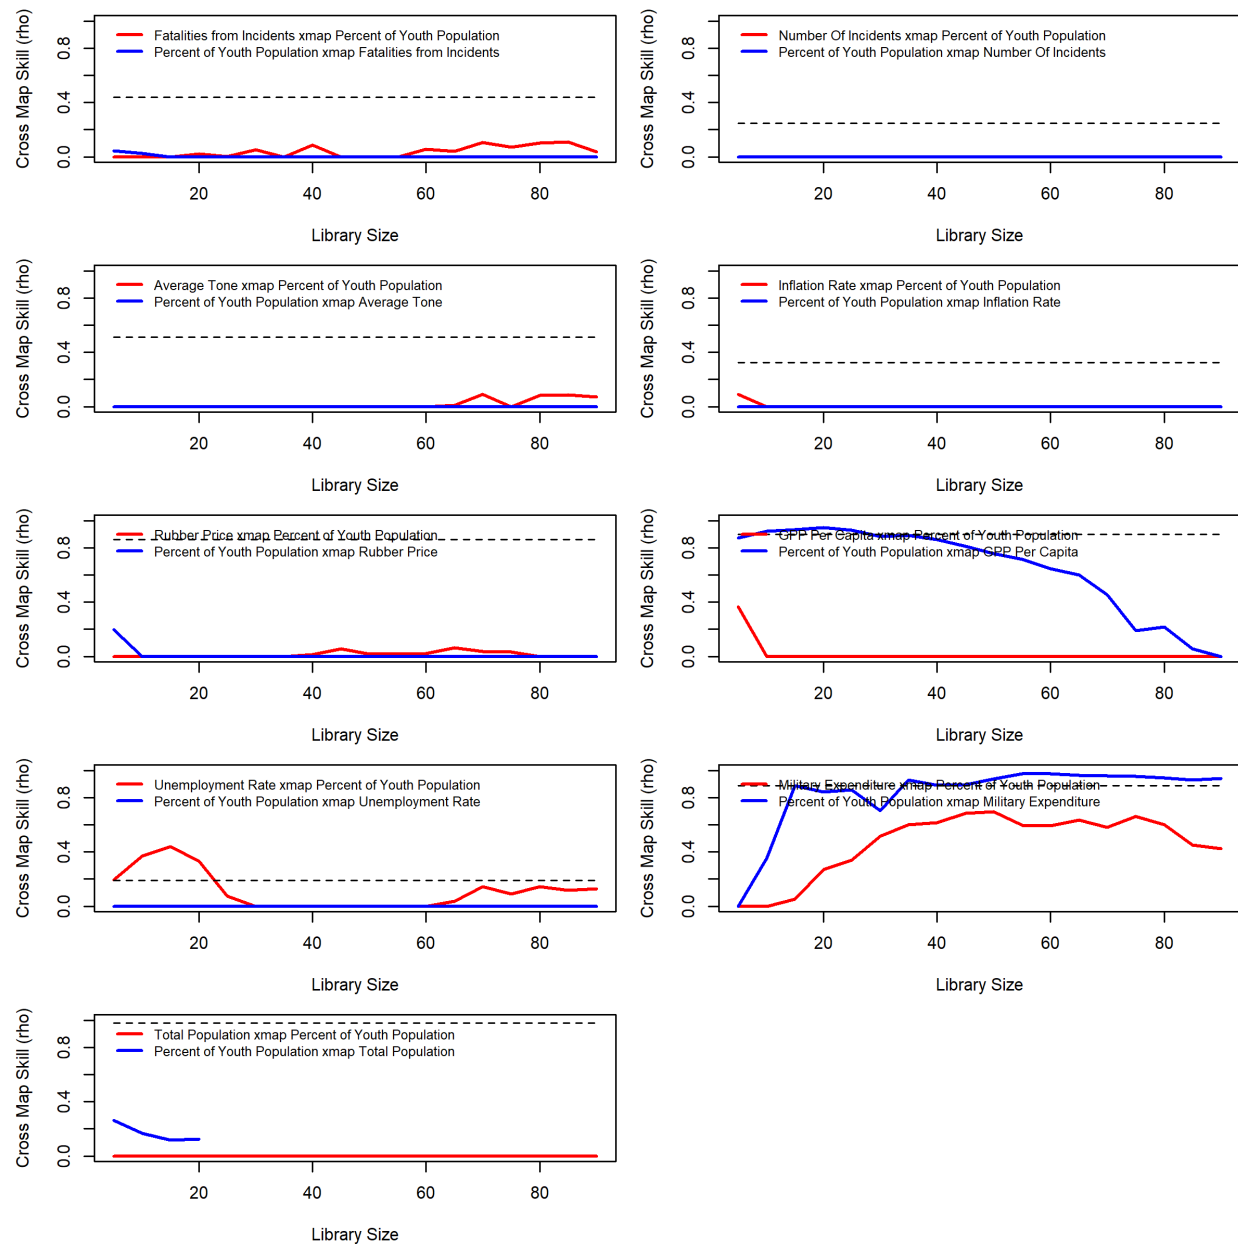 Cross Map Skill (rho)
0.0 0.4 0.8
Fatalities from Incidents xmap Percent of Youth Population
Percent of Youth Population xmap Fatalities from Incidents
20 40 60 80
Library Size
Cross Map Skill (rho)
0.0 0.4 0.8
Number Of Incidents xmap Percent of Youth Population
Percent of Youth Population xmap Number Of Incidents
20 40 60 80
Library Size
Cross Map Skill (rho)
0.0 0.4 0.8
Average Tone xmap Percent of Youth Population
Percent of Youth Population xmap Average Tone
20 40 60 80
Library Size
Cross Map Skill (rho)
0.0 0.4 0.8
Inflation Rate xmap Percent of Youth Population
Percent of Youth Population xmap Inflation Rate
20 40 60 80
Library Size
Cross Map Skill (rho)
0.0 0.4 0.8
Rubber Price xmap Percent of Youth Population
Percent of Youth Population xmap Rubber Price
20 40 60 80
Library Size
Cross Map Skill (rho)
0.0 0.4 0.8
GPP Per Capita xmap Percent of Youth Population
Percent of Youth Population xmap GPP Per Capita
20 40 60 80
Library Size
Cross Map Skill (rho)
0.0 0.4 0.8
Unemployment Rate xmap Percent of Youth Population
Percent of Youth Population xmap Unemployment Rate
20 40 60 80
Library Size
Cross Map Skill (rho)
0.0 0.4 0.8
Military Expenditure xmap Percent of Youth Population
Percent of Youth Population xmap Military Expenditure
20 40 60 80
Library Size
Cross Map Skill (rho)
0.0 0.4 0.8
Total Population xmap Percent of Youth Population
Percent of Youth Population xmap Total Population
20 40 60 80
Library Size